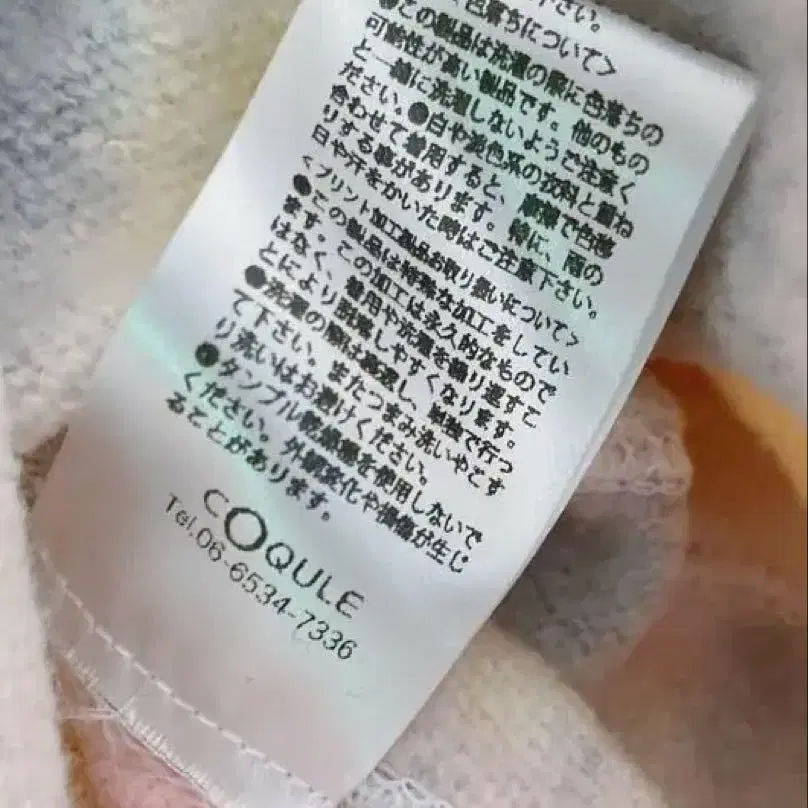 下さい。
色落ちについて>
●この製品は洗濯の際に色落ちの
可能性が高い製品です。他のもの
と一緒に洗濯しないようご注意く
ださい。●白や淡色系の衣料と重ね
合わせて着用すると、摩擦で色移
りする事があります。特に、雨の
日や汗をかいた時はご注意下さい。
<プリント加工製品お取り扱いについて>
●この製品は特殊な加工をしてい
ます。この加工は永久的なもので
はなく、着用や洗濯を繰り返すこ
とにより脱落しやすくなります。
●洗濯の際は裏返し、単独で行っ
て下さい。またつまみ洗いやこす
り洗いはお避けください。
●タンブル乾燥機を使用しないで
ください。外観変化や損傷が生じ
ることがあります。
COQULE
Tel.06-6534-7336